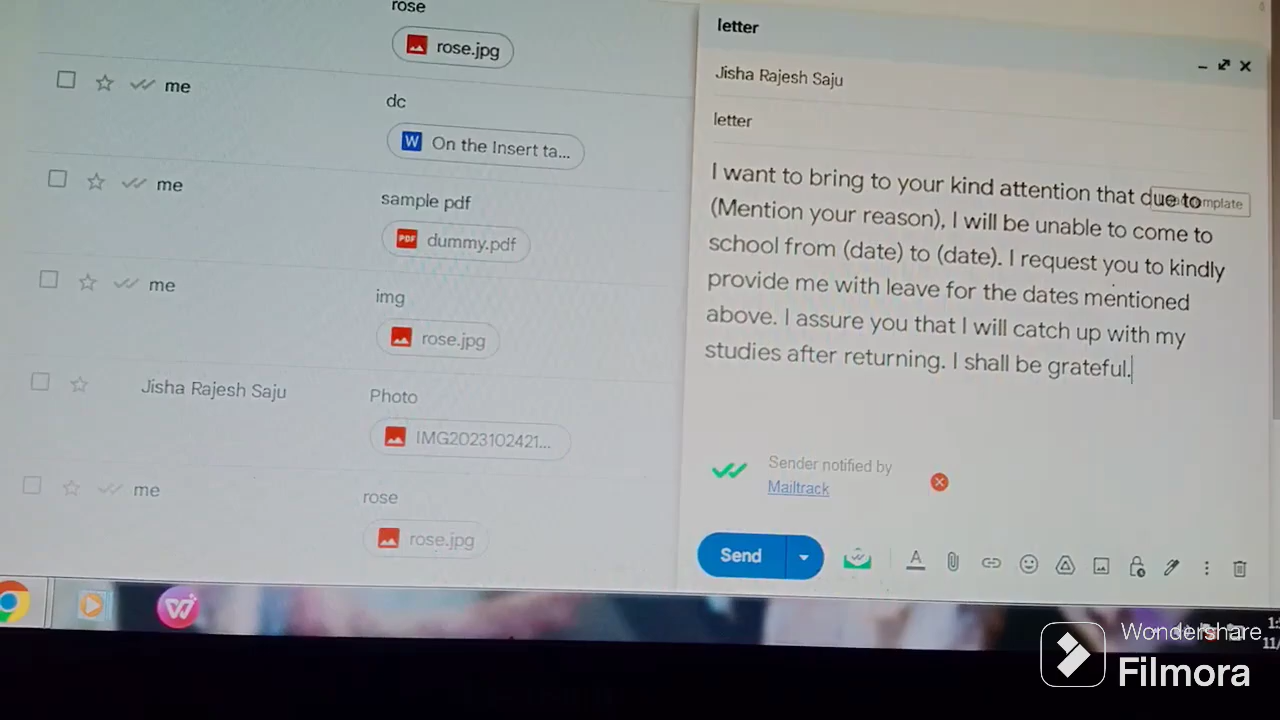 rose
rose.jpg
me
dc
On the Insert ta...
me
sample pdf
PDF dummy.pdf
me
img
rose.jpg
Jisha Rajesh Saju
Photo
IMG2023102421...
me
rose
rose.jpg
letter
Jisha Rajesh Saju
letter
I want to bring to your kind attention that due to
(Mention your reason), I will be unable to come to
school from (date) to (date). I request you to kindly
provide me with leave for the dates mentioned
above. I assure you that I will catch up with my
studies after returning. I shall be grateful.
Sender notified by
Mailtrack
Send
Wondershare
Filmora